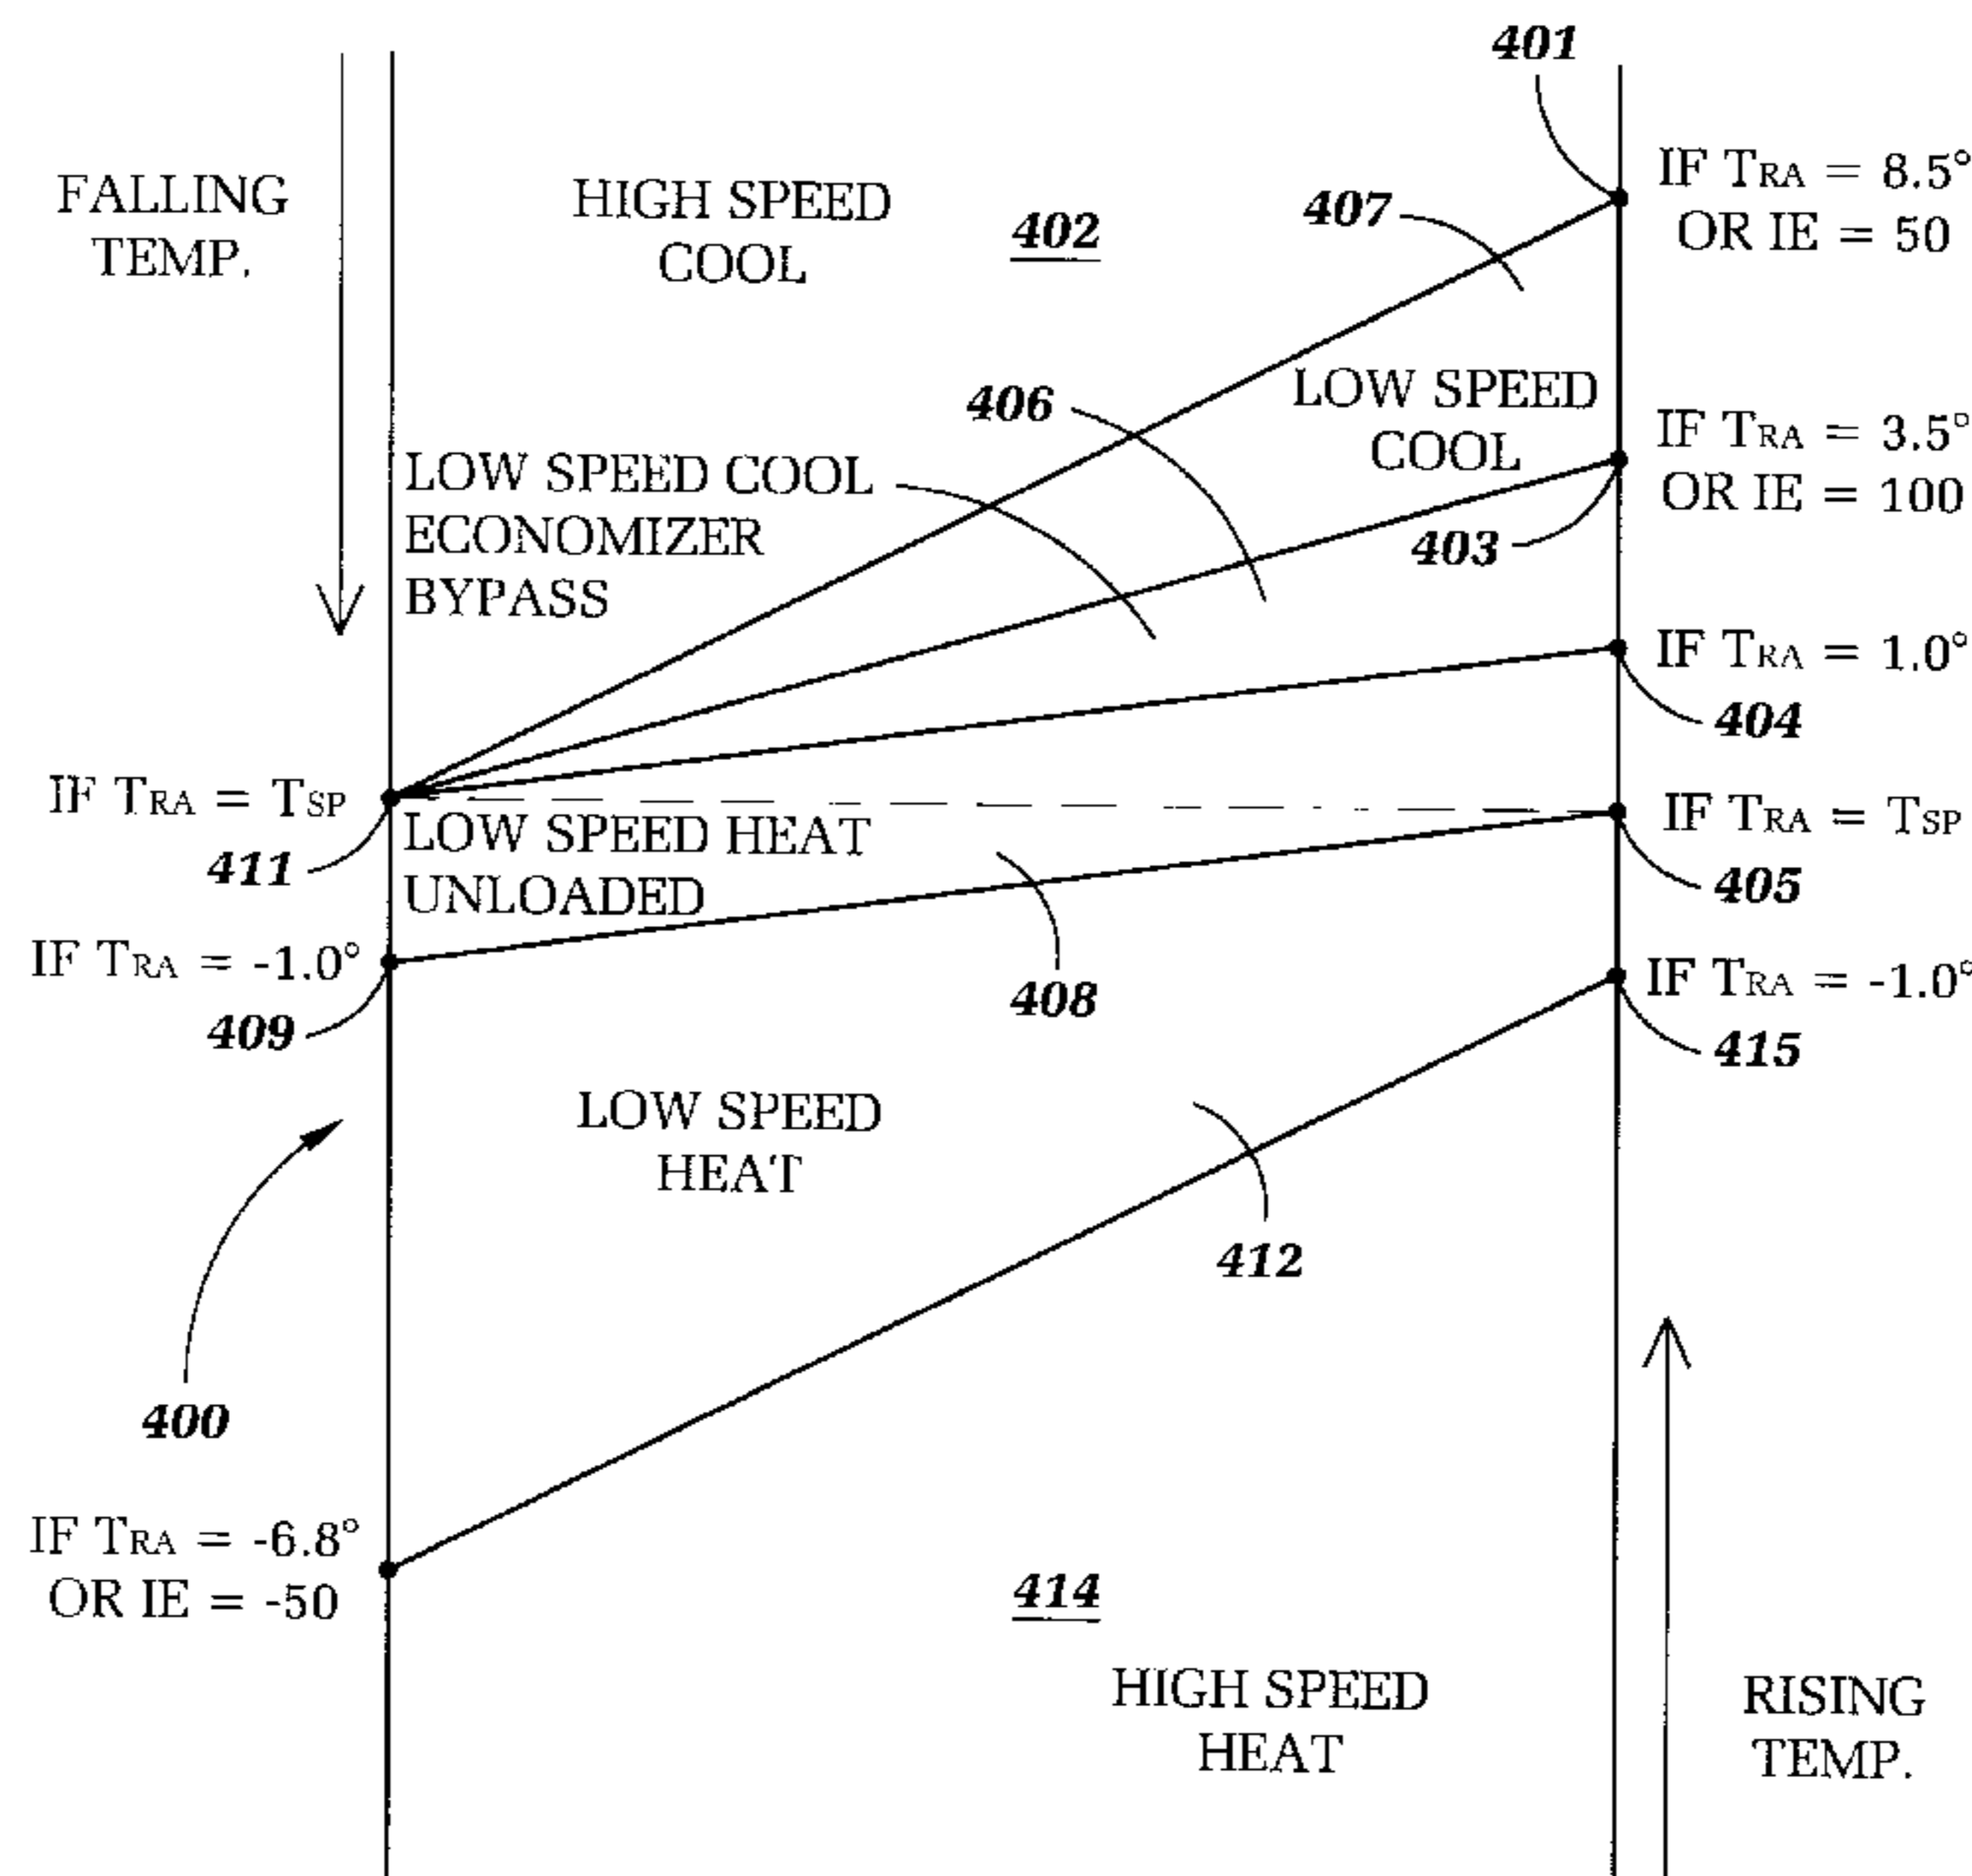 401
FALLING
TEMP.
HIGH SPEED
COOL
402
407
IF TRA = 8.5°
OR IE = 50
406
LOW SPEED
COOL
IF TRA = 3.5°
OR IE = 100
LOW SPEED COOL
ECONOMIZER
BYPASS
403
IF TRA = 1.0°
404
IF TRA = TSP
411
LOW SPEED HEAT
UNLOADED
IF TRA = TSP
405
IF TRA = -1.0°
409
408
IF TRA = -1.0°
415
LOW SPEED
HEAT
412
400
IF TRA = -6.8°
OR IE = -50
414
HIGH SPEED
HEAT
RISING
TEMP.